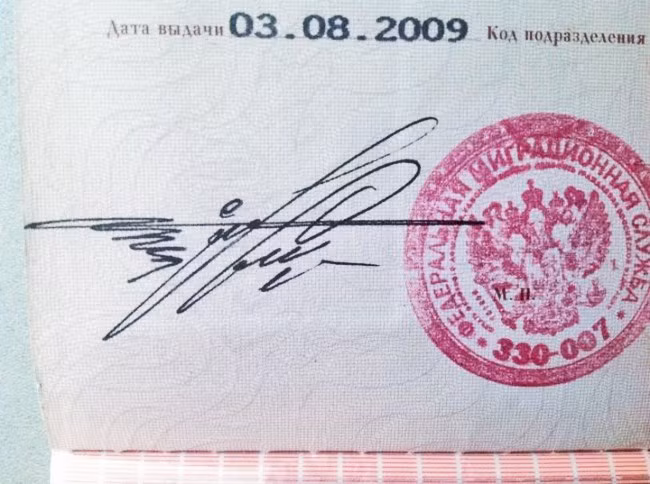 Дата выдачи 03.08.2009 Код подразделения
ФЕДЕРАЛЬНАЯ МИГРАЦИОННАЯ СЛУЖБА
М. П.
330-007